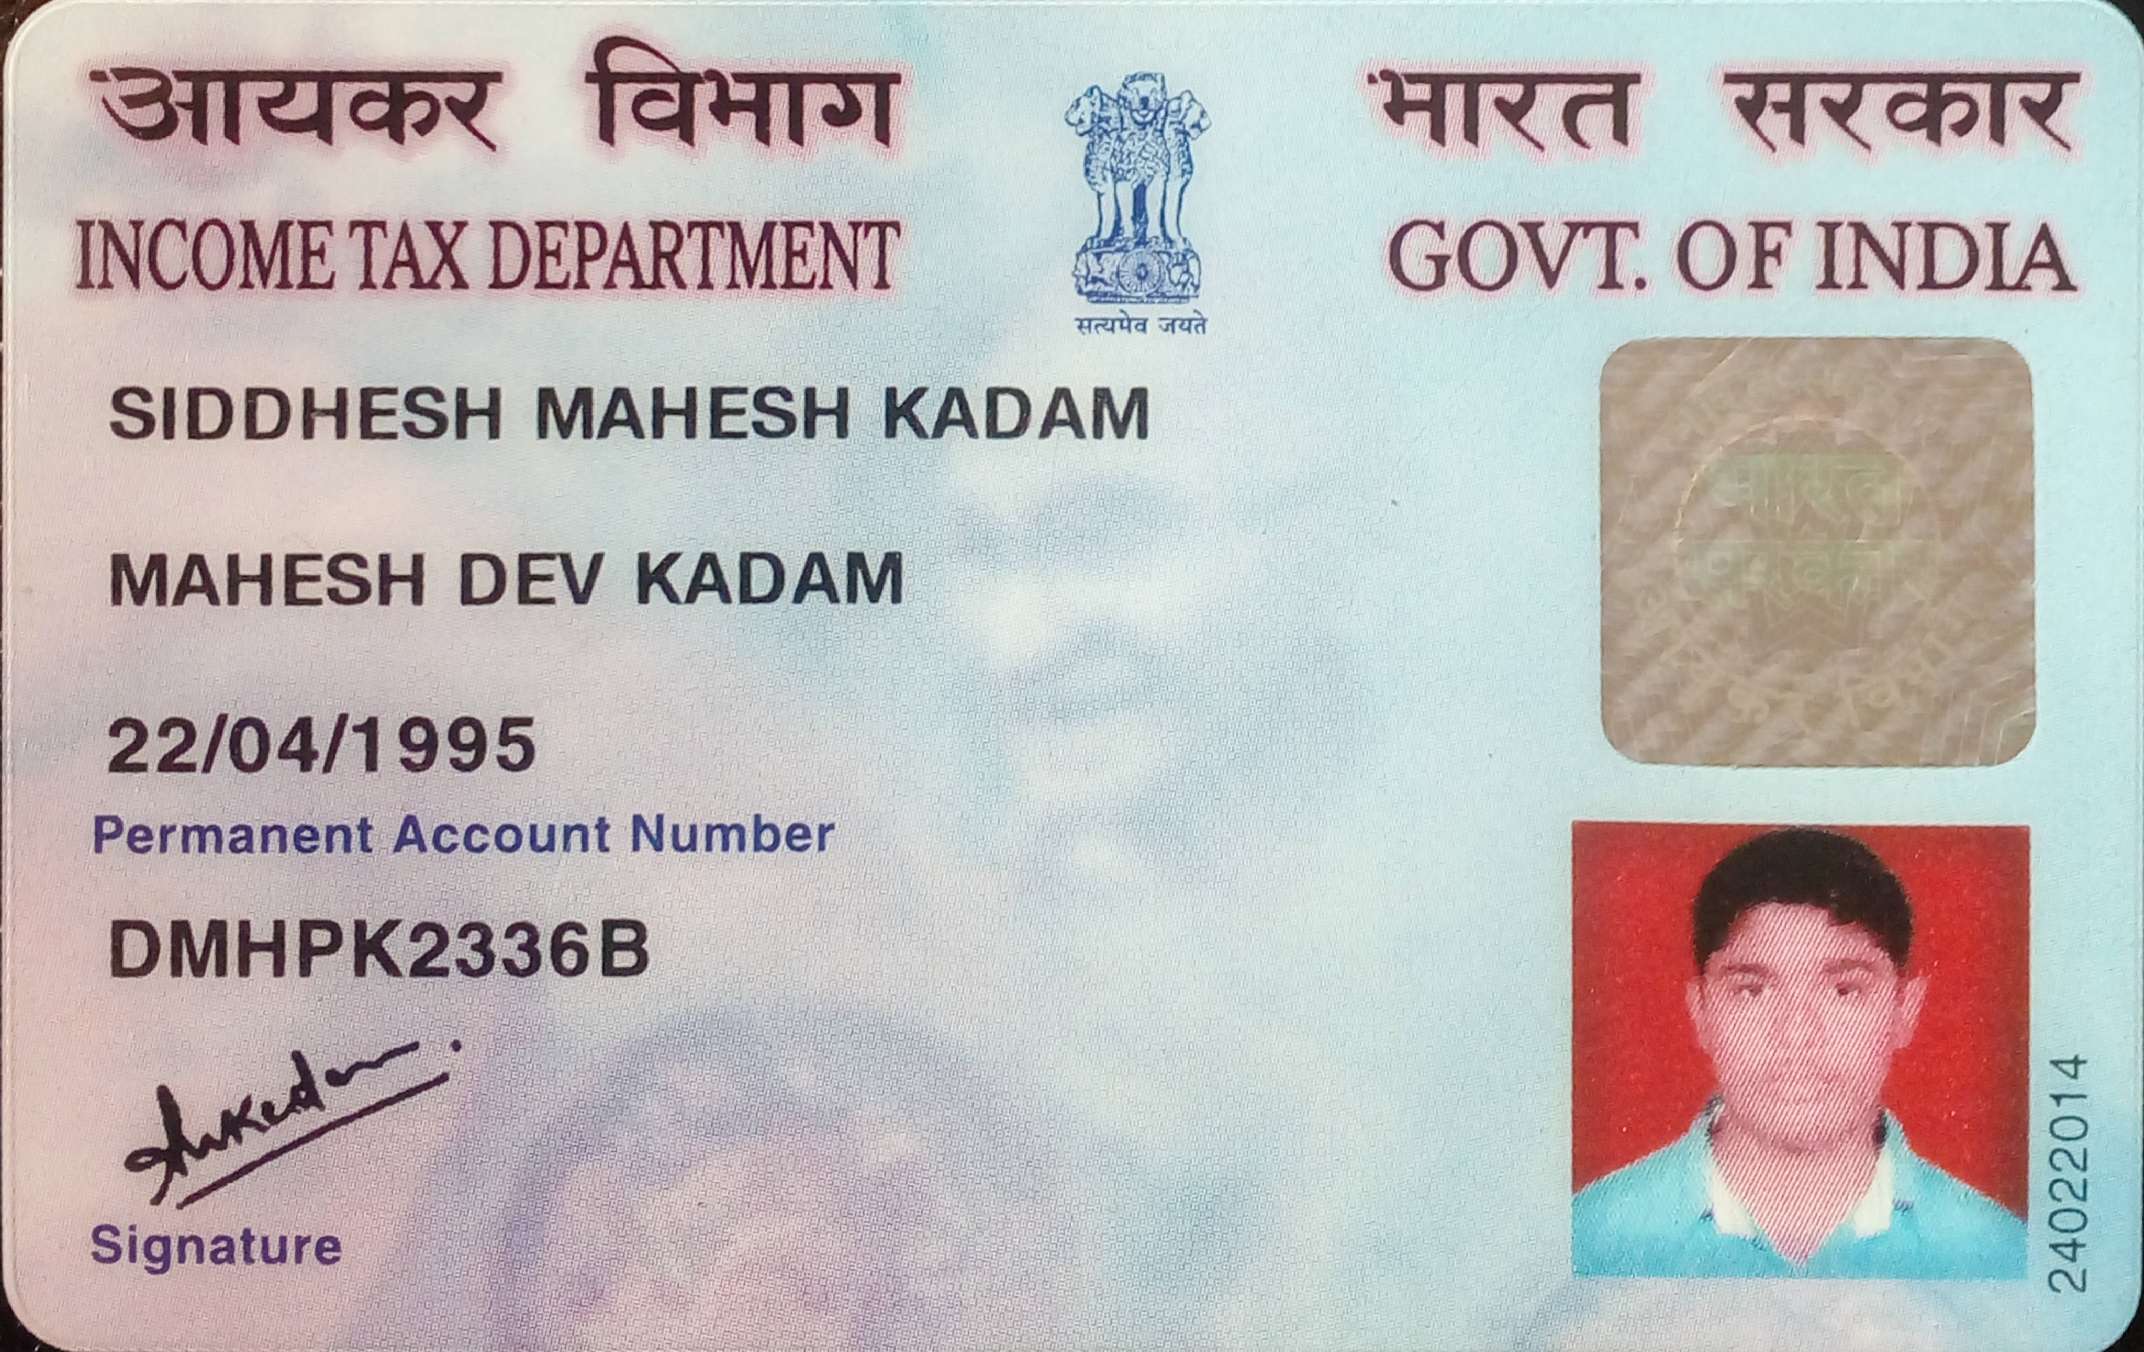 आयकर विभाग
भारत सरकार
INCOME TAX DEPARTMENT
GOVT. OF INDIA
सत्यमेव जयते
SIDDHESH MAHESH KADAM
MAHESH DEV KADAM
22/04/1995
Permanent Account Number
DMHPK2336B
Signature
भारत
24022014